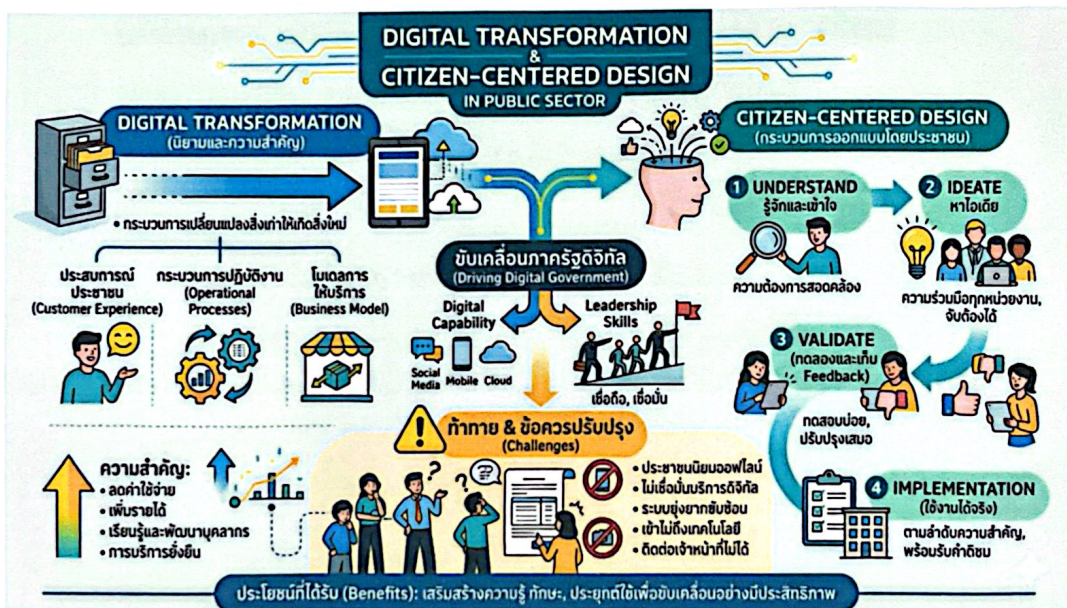 DIGITAL TRANSFORMATION
&
CITIZEN-CENTERED DESIGN
IN PUBLIC SECTOR
DIGITAL TRANSFORMATION
(นิยามและความสำคัญ)
• กระบวนการเปลี่ยนแปลงสิ่งเก่าให้เกิดสิ่งใหม่
ประสบการณ์
ประชาชน
(Customer Experience)
กระบวนการปฏิบัติงาน
(Operational
Processes)
โมเดลการ
ให้บริการ
(Business Model)
ความสำคัญ:
• ลดค่าใช้จ่าย
• เพิ่มรายได้
• เรียนรู้และพัฒนาบุคลากร
• การบริการยั่งยืน
ขับเคลื่อนภาครัฐดิจิทัล
(Driving Digital Government)
Digital
Capability
Social
Media
Mobile
Cloud
Leadership
Skills
เชื่อถือ, เชื่อมั่น
ท้าทาย & ข้อควรปรับปรุง
(Challenges)
• ประชาชนนิยมออฟไลน์
• ไม่เชื่อมั่นบริการดิจิทัล
• ระบบยุ่งยากซับซ้อน
• เข้าไม่ถึงเทคโนโลยี
• ติดต่อเจ้าหน้าที่ไม่ได้
CITIZEN-CENTERED DESIGN
(กระบวนการออกแบบโดยประชาชน)
1 UNDERSTAND
รู้จักและเข้าใจ
ความต้องการสอดคล้อง
2 IDEATE
หาไอเดีย
ความร่วมมือทุกหน่วยงาน,
จับต้องได้
3 VALIDATE
(ทดลองและเก็บ
Feedback)
ทดสอบบ่อย,
ปรับปรุงเสมอ
4 IMPLEMENTATION
(ใช้งานได้จริง)
ตามลำดับความสำคัญ,
พร้อมรับคำติชม
ประโยชน์ที่ได้รับ (Benefits): เสริมสร้างความรู้ ทักษะ, ประยุกต์ใช้เพื่อขับเคลื่อนอย่างมีประสิทธิภาพ